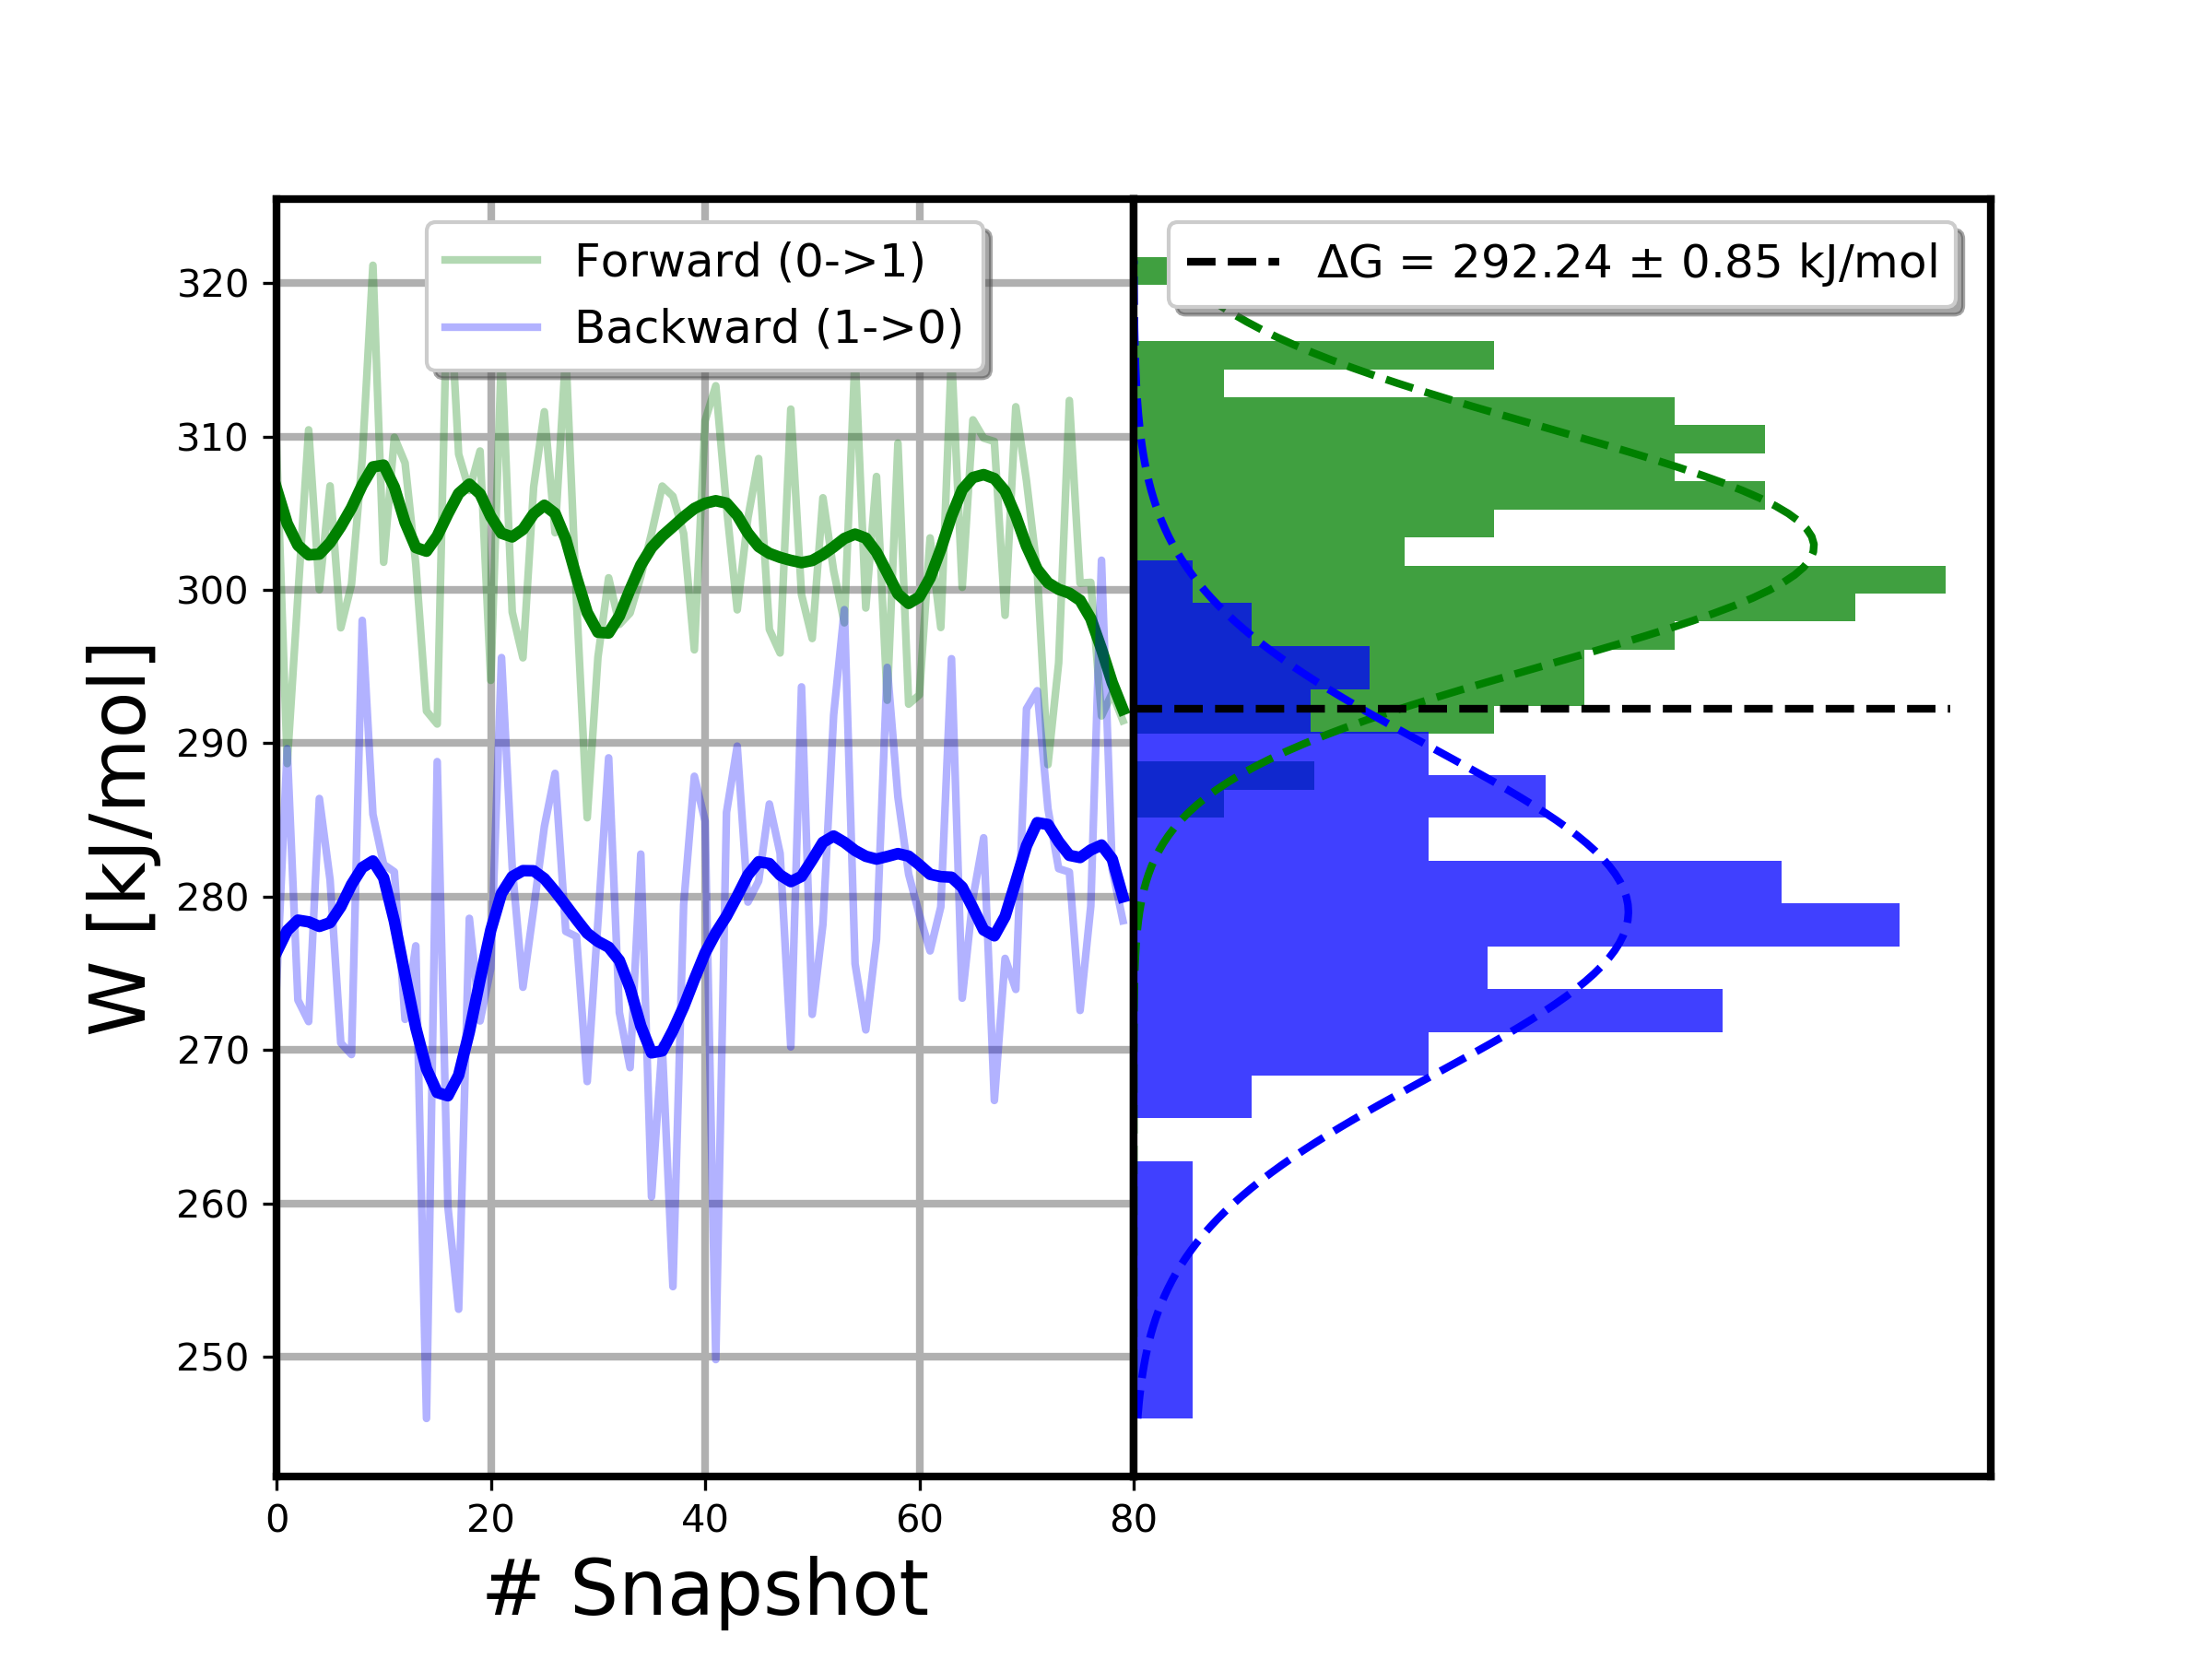 Forward (0->1)
Backward (1->0)
ΔG = 292.24 ± 0.85 kJ/mol
320
310
300
290
280
270
260
250
W [kJ/mol]
0 20 40 60 80
# Snapshot